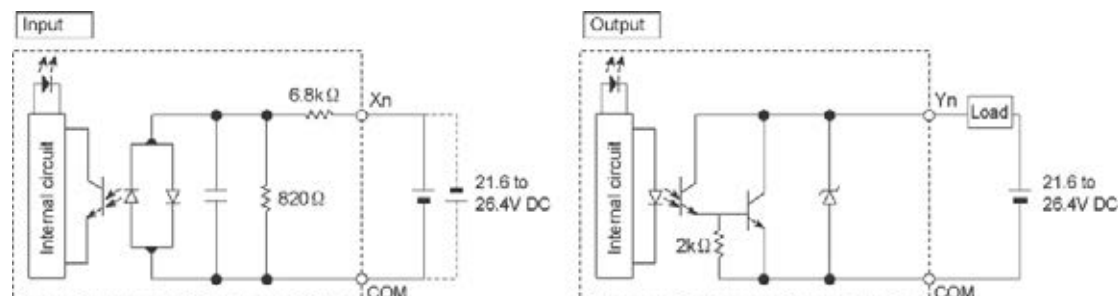 Input
Internal circuit
6.8kΩ
Xn
820Ω
21.6 to
26.4V DC
COM
Output
Internal circuit
2kΩ
Yn
Load
21.6 to
26.4V DC
COM